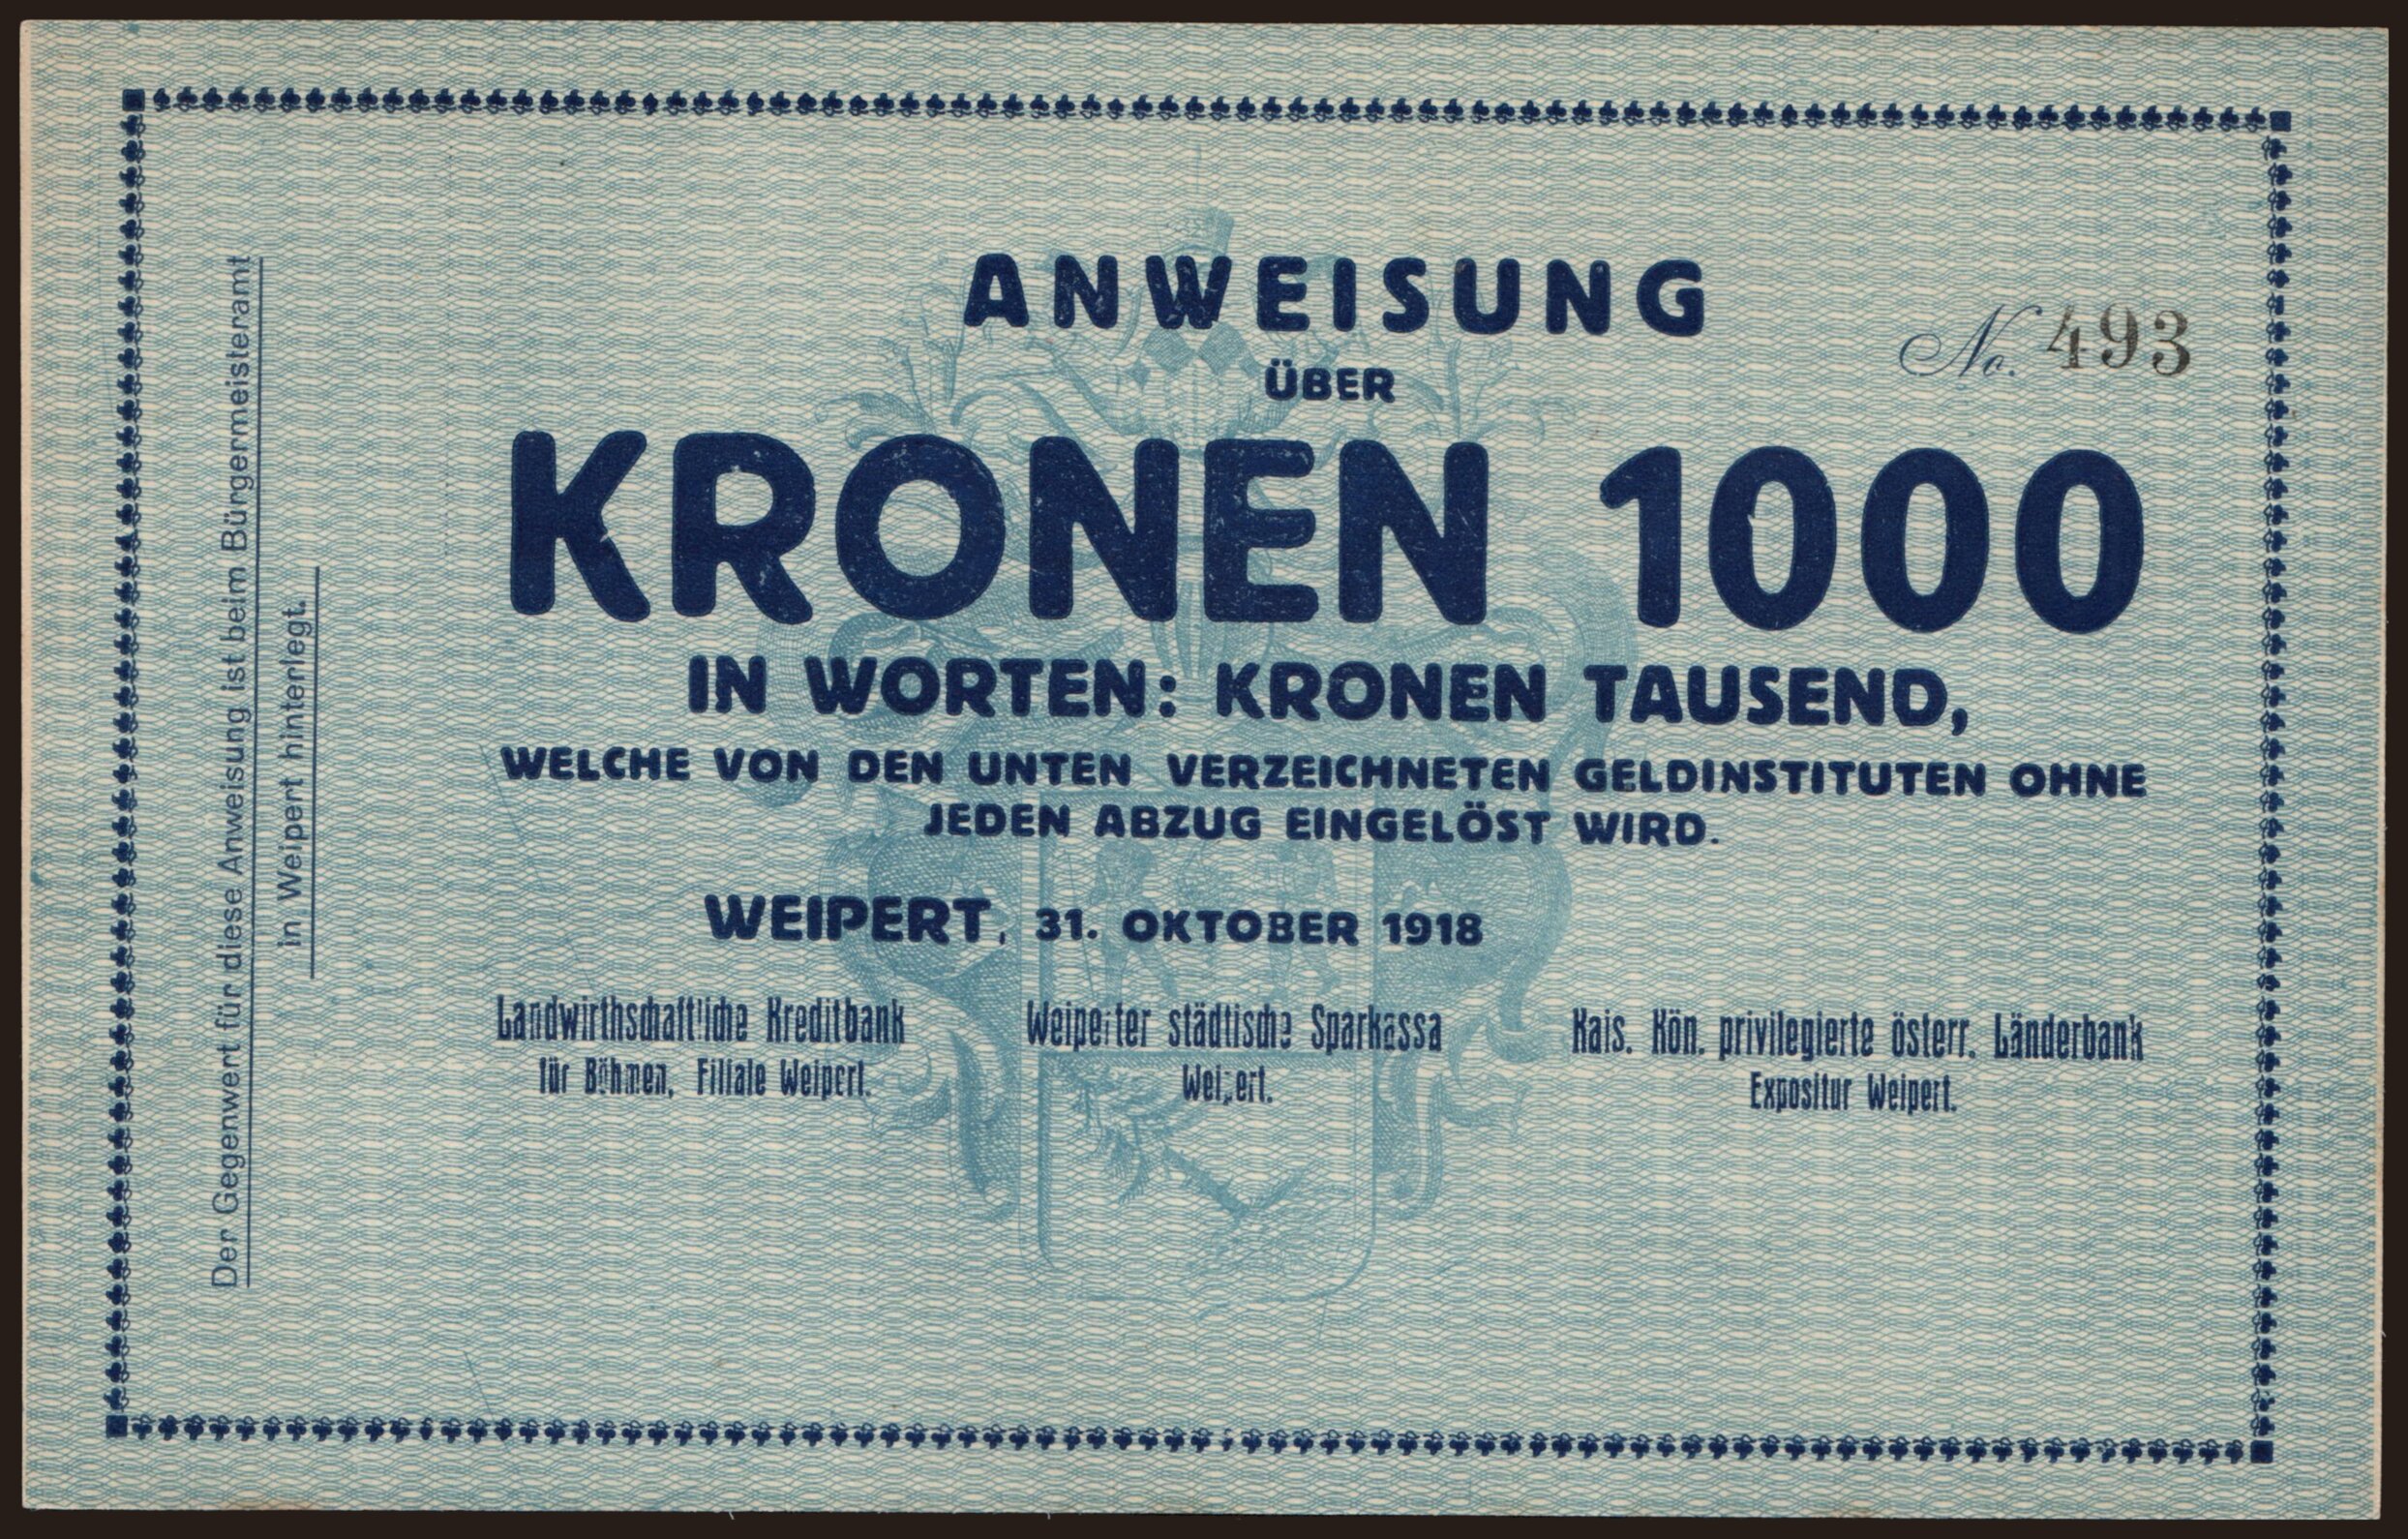 ANWEISUNG
ÜBER
No. 493
KRONEN 1000
IN WORTEN: KRONEN TAUSEND,
WELCHE VON DEN UNTEN VERZEICHNETEN GELDINSTITUTEN OHNE
JEDEN ABZUG EINGELÖST WIRD.
WEIPERT, 31. OKTOBER 1918
Landwirthschaftliche Kreditbank
für Böhmen, Filiale Weipert.
Weiperter städtische Sparkassa
Weipert.
Kais. Kön. privilegierte österr. Länderbank
Expositur Weipert.
Der Gegenwert für diese Anweisung ist beim Bürgermeisteramt
in Weipert hinterlegt.